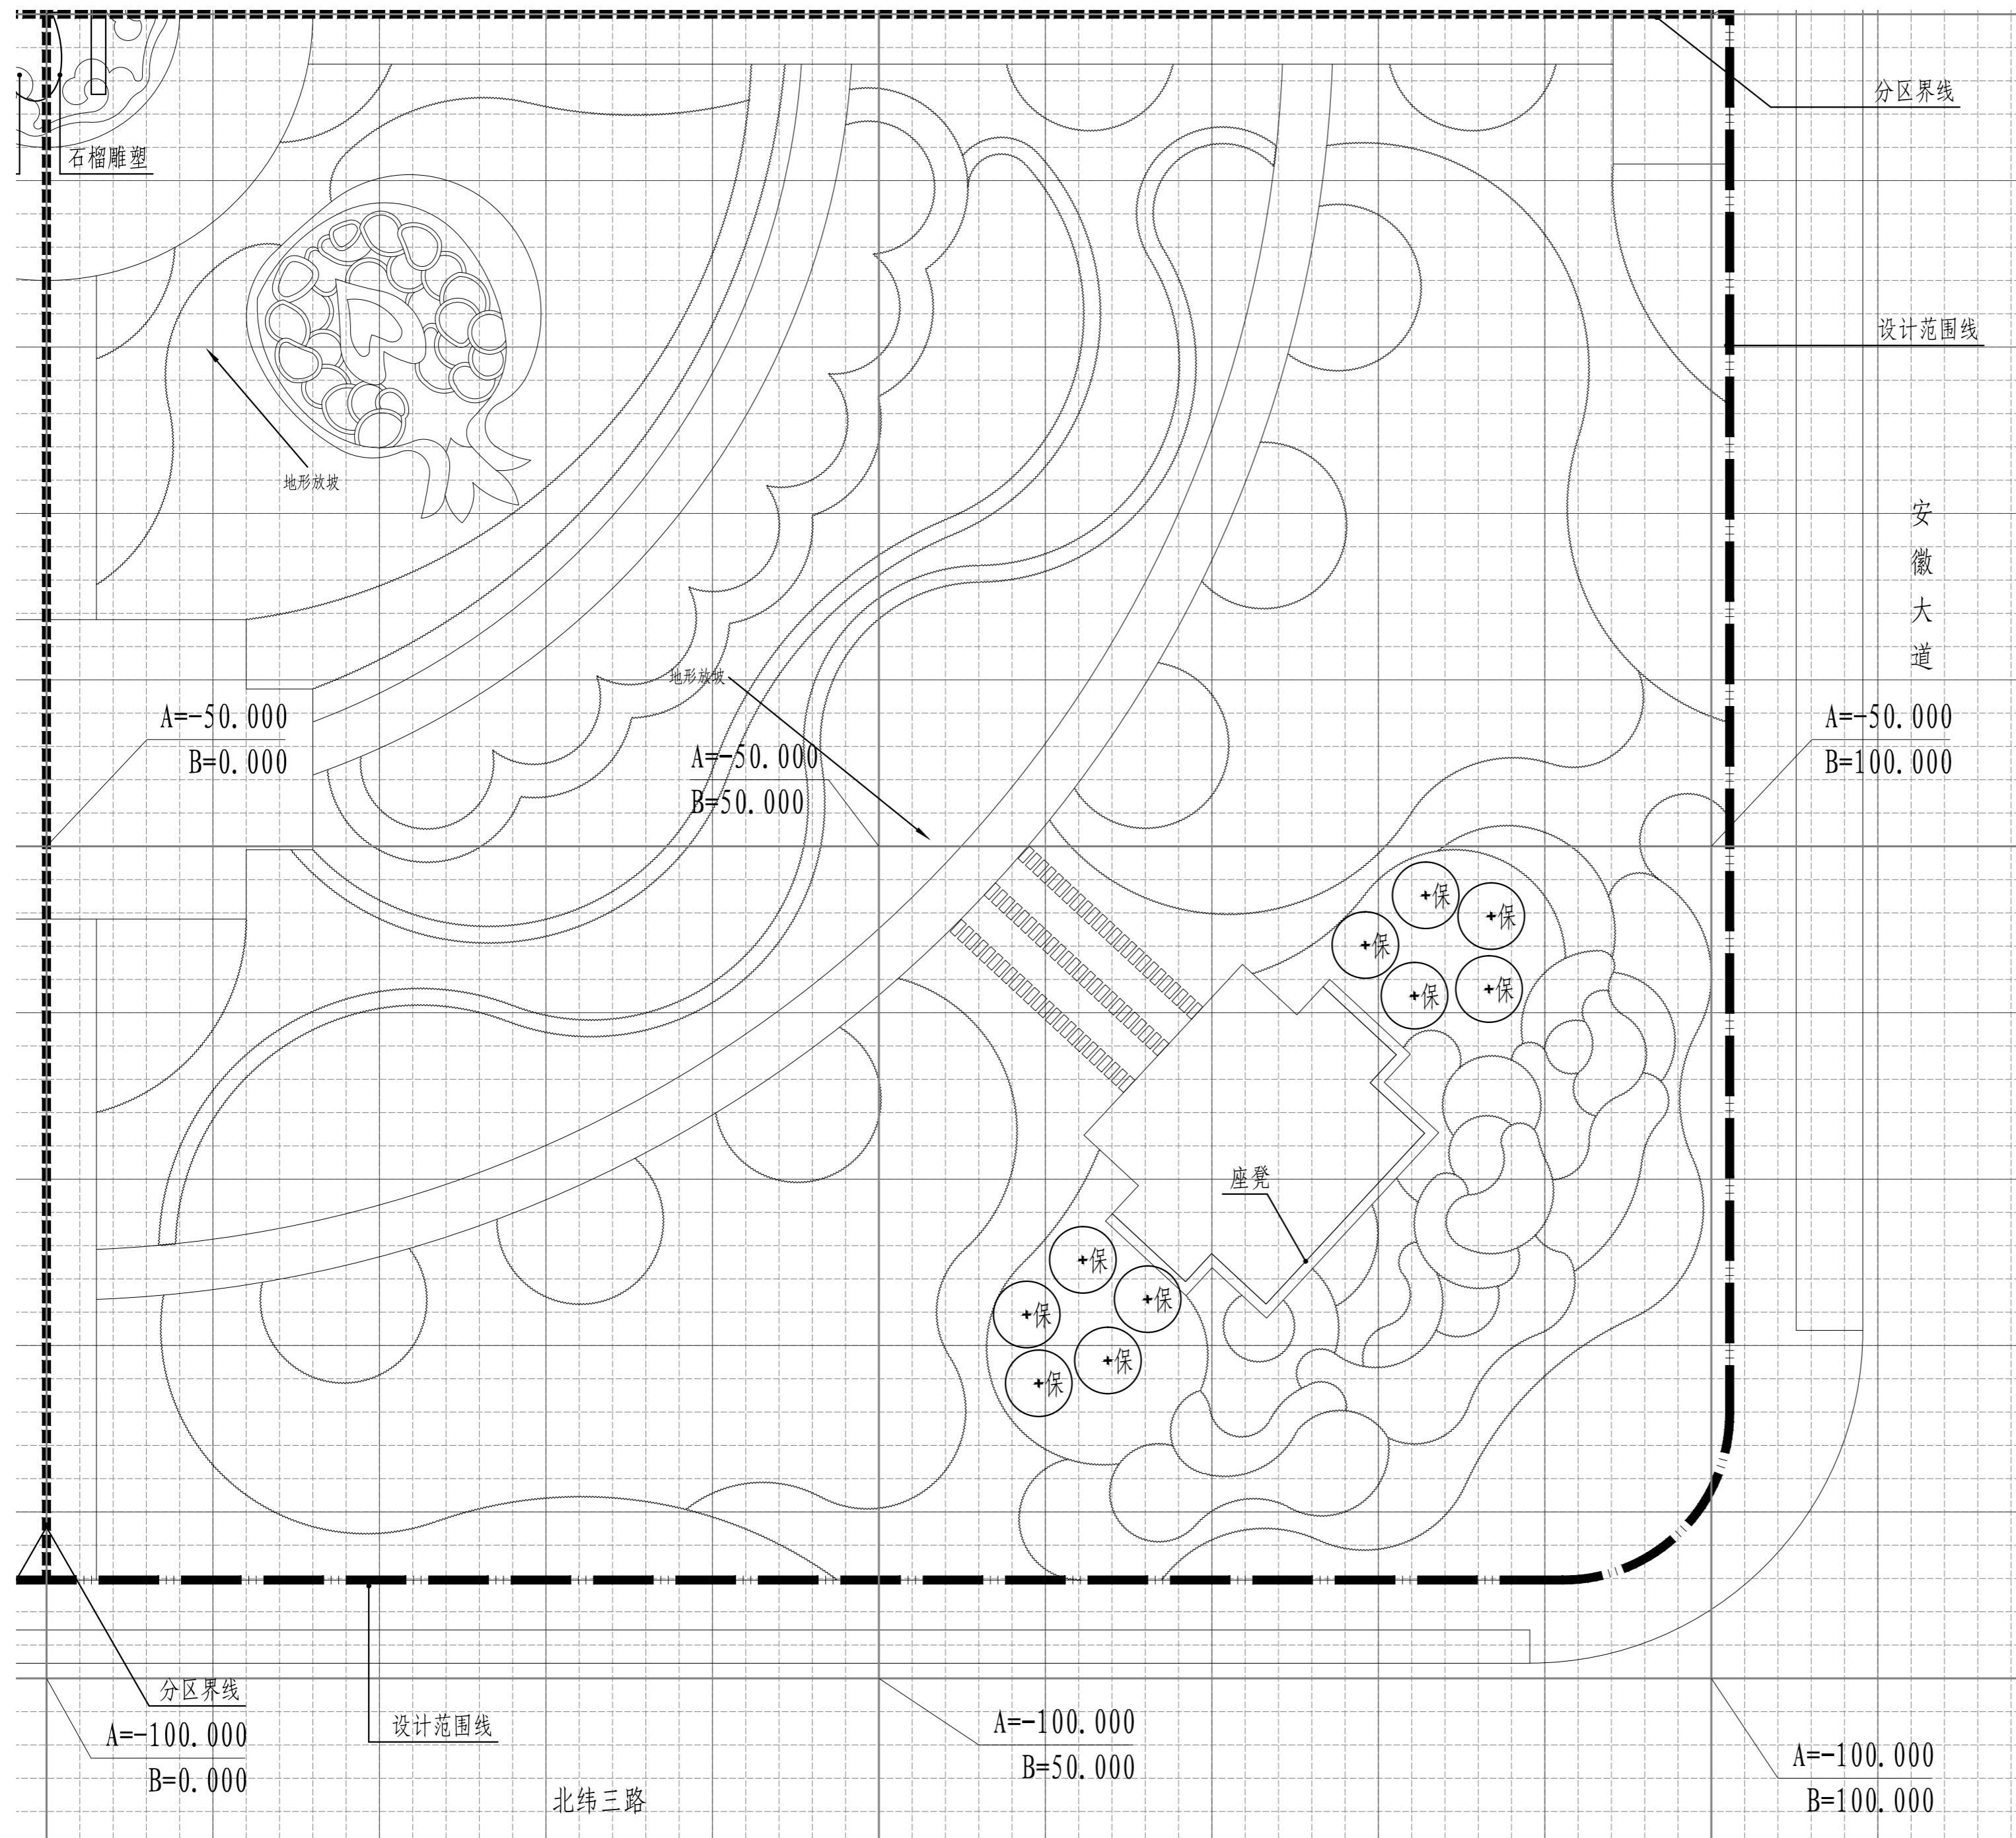 分区界线
石榴雕塑
设计范围线
地形放坡
安
徽
大
道
地形放坡
A=-50.000
B=0.000
A=-50.000
B=50.000
A=-50.000
B=100.000
+保
+保
+保
+保
+保
座凳
+保
+保
+保
+保
+保
分区界线
A=-100.000
B=0.000
设计范围线
A=-100.000
B=50.000
A=-100.000
B=100.000
北纬三路